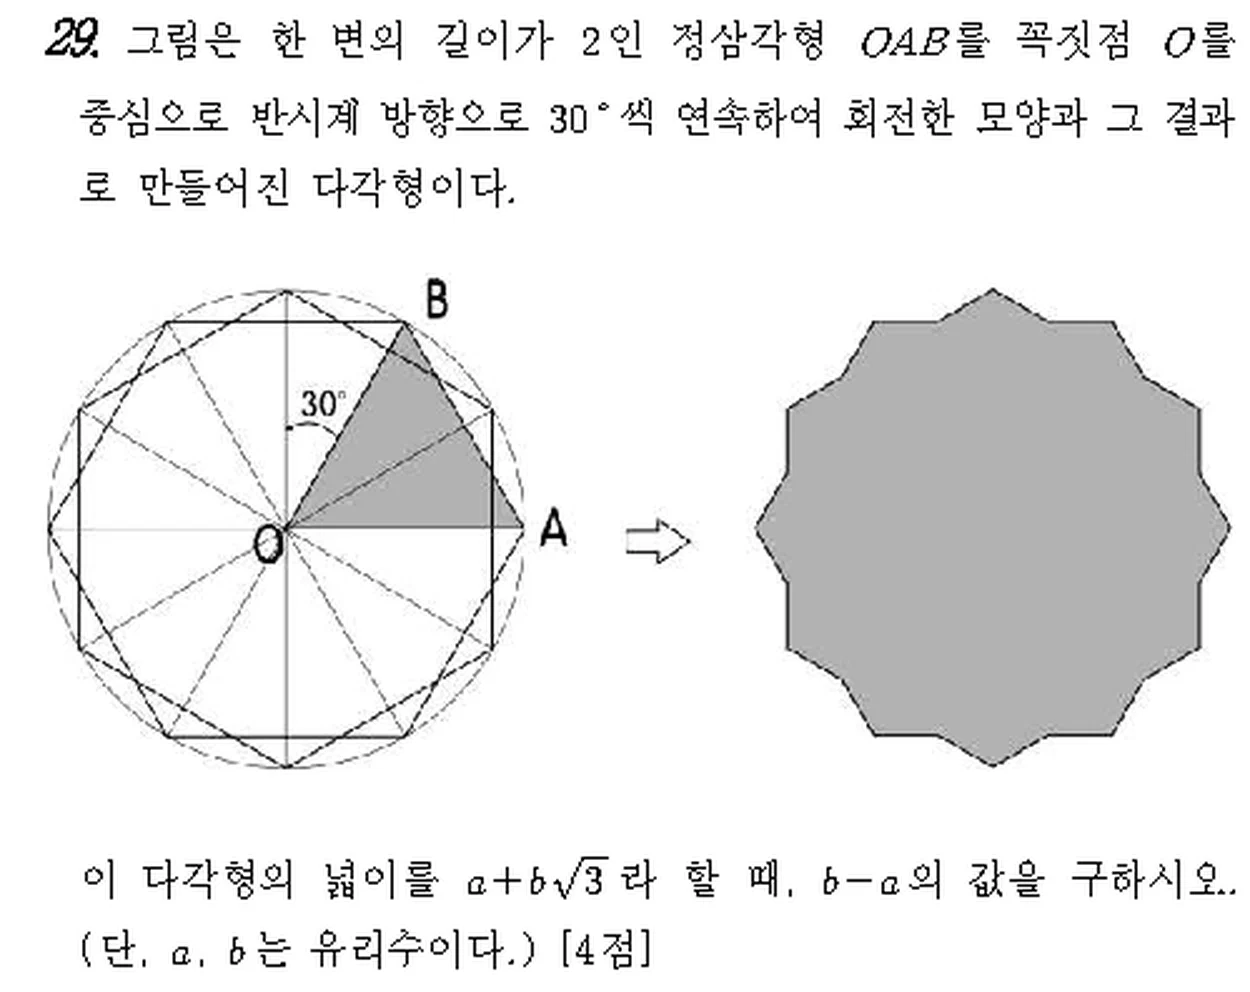 29. 그림은 한 변의 길이가 2인 정삼각형 OAB를 꼭짓점 O를
중심으로 반시계 방향으로 30°씩 연속하여 회전한 모양과 그 결과
로 만들어진 다각형이다.
B
30°
O
A
이 다각형의 넓이를 a+b√3라 할 때, b-a의 값을 구하시오..
(단, a, b는 유리수이다.) [4점]